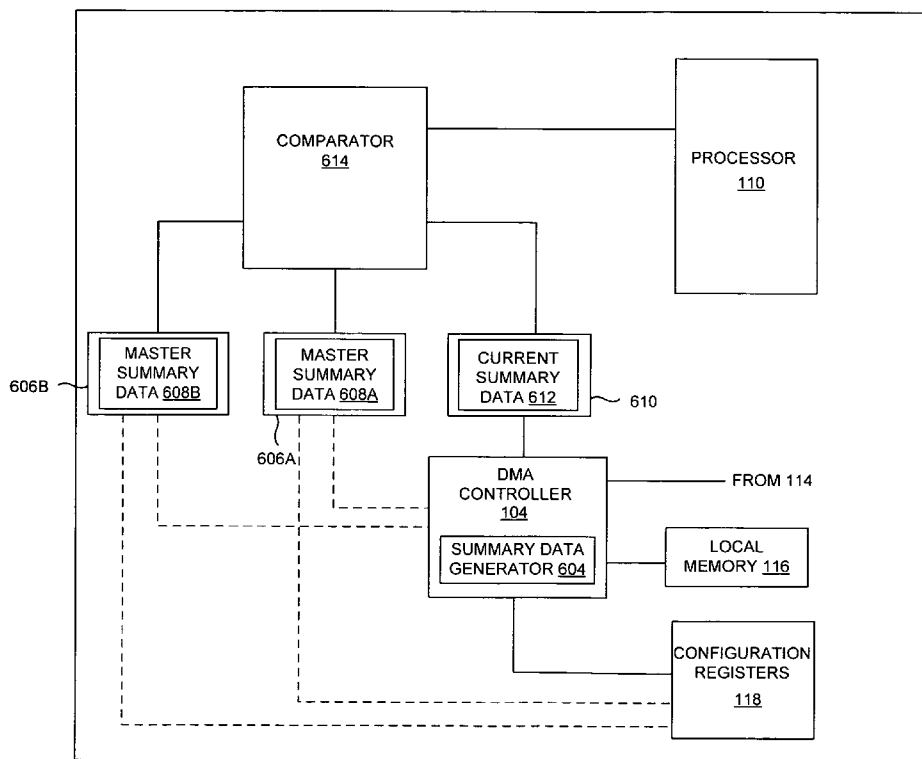 COMPARATOR
614
PROCESSOR
110
MASTER
SUMMARY
DATA 608B
606B
MASTER
SUMMARY
DATA 608A
606A
CURRENT
SUMMARY
DATA 612
610
DMA
CONTROLLER
104
SUMMARY DATA
GENERATOR 604
FROM 114
LOCAL
MEMORY 116
CONFIGURATION
REGISTERS
118